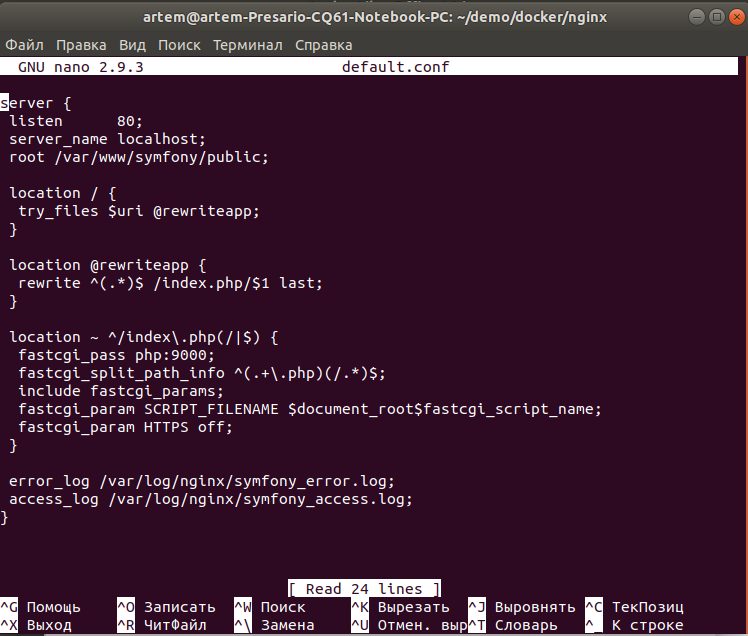 artem@artem-Presario-CQ61-Notebook-PC: ~/demo/docker/nginx
Файл Правка Вид Поиск Терминал Справка
GNU nano 2.9.3 default.conf
server {
listen 80;
server_name localhost;
root /var/www/symfony/public;
location / {
try_files $uri @rewriteapp;
}
location @rewriteapp {
rewrite ^(.*)$ /index.php/$1 last;
}
location ~ ^/index\.php(/|$) {
fastcgi_pass php:9000;
fastcgi_split_path_info ^(.+\.php)(/.*)$;
include fastcgi_params;
fastcgi_param SCRIPT_FILENAME $document_root$fastcgi_script_name;
fastcgi_param HTTPS off;
}
error_log /var/log/nginx/symfony_error.log;
access_log /var/log/nginx/symfony_access.log;
}
[ Read 24 lines ]
^G Помощь ^O Записать ^W Поиск ^K Вырезать ^J Выровнять ^C ТекПозиц
^X Выход ^R ЧитФайл ^\ Замена ^U Отмен. выр^T Словарь ^_ К строке